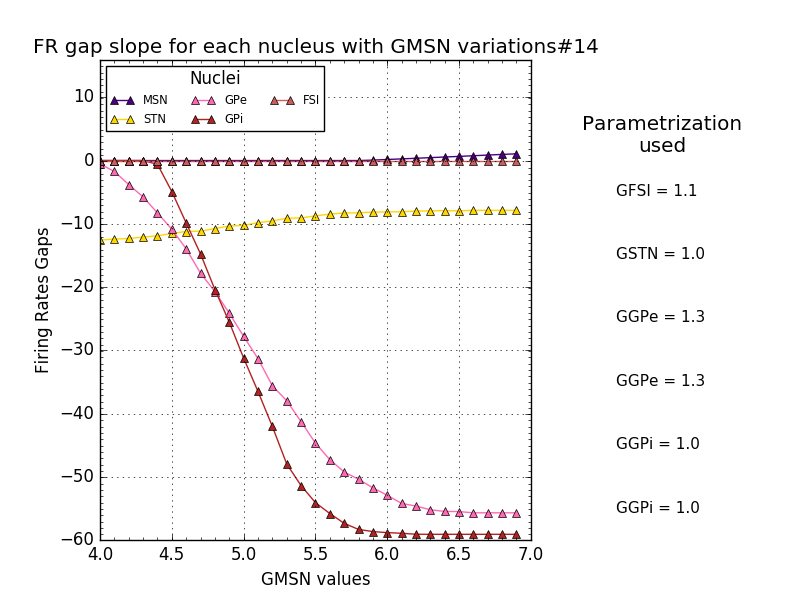 FR gap slope for each nucleus with GMSN variations#14
Nuclei
MSN GPe FSI
STN GPi
10
0
−10
−20
−30
−40
−50
−60
Firing Rates Gaps
4.0 4.5 5.0 5.5 6.0 6.5 7.0
GMSN values
Parametrization
used
GFSI = 1.1
GSTN = 1.0
GGPe = 1.3
GGPe = 1.3
GGPi = 1.0
GGPi = 1.0